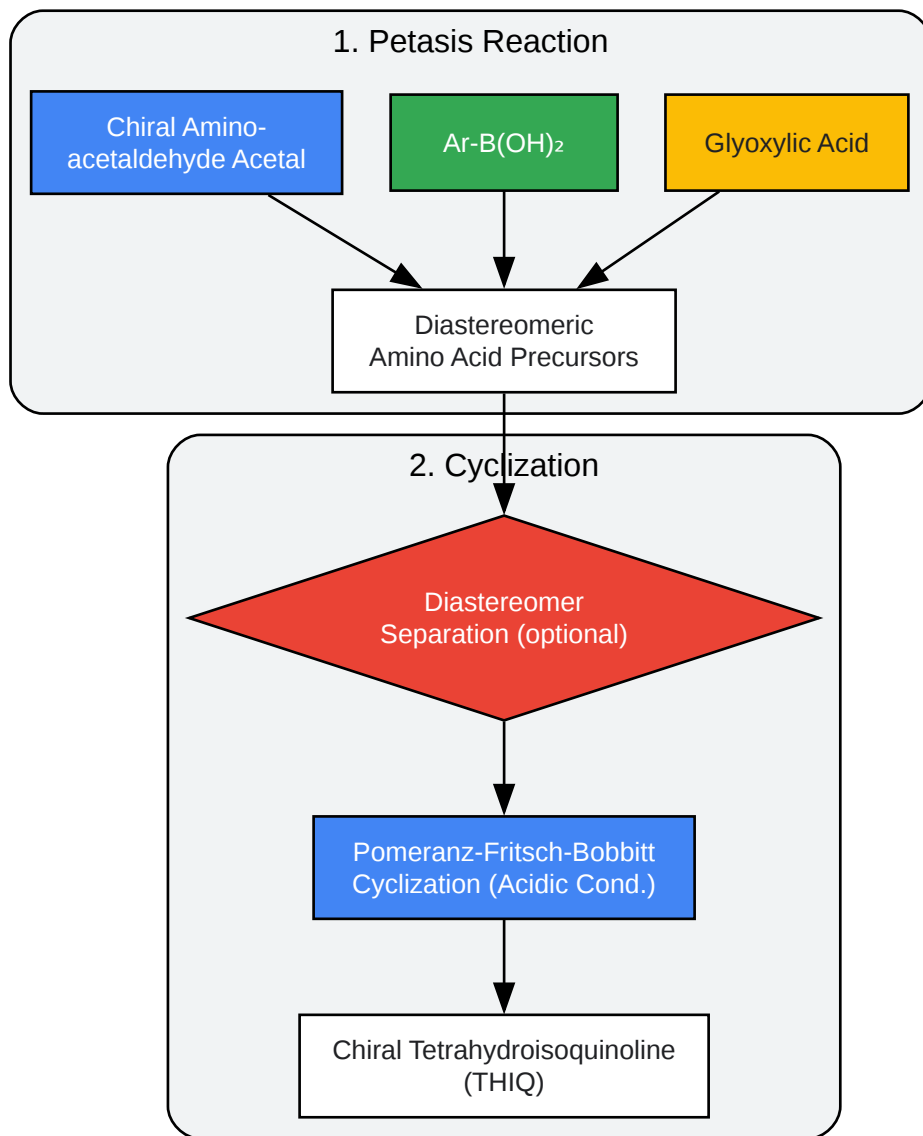 1. Petasis Reaction
Chiral Amino-
acetaldehyde Acetal
Ar-B(OH)₂
Glyoxylic Acid
Diastereomeric
Amino Acid Precursors
2. Cyclization
Diastereomer
Separation (optional)
Pomeranz-Fritsch-Bobbitt
Cyclization (Acidic Cond.)
Chiral Tetrahydroisoquinoline
(THIQ)